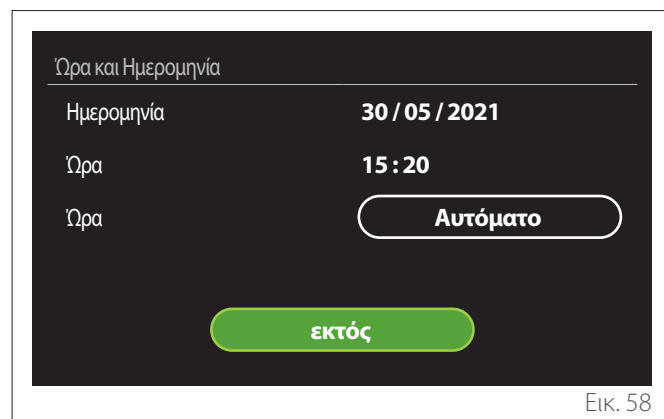 Ώρα και Ημερομηνία
Ημερομηνία 30 / 05 / 2021
Ώρα 15 : 20
Ώρα Αυτόματο
εκτός
Εικ. 58